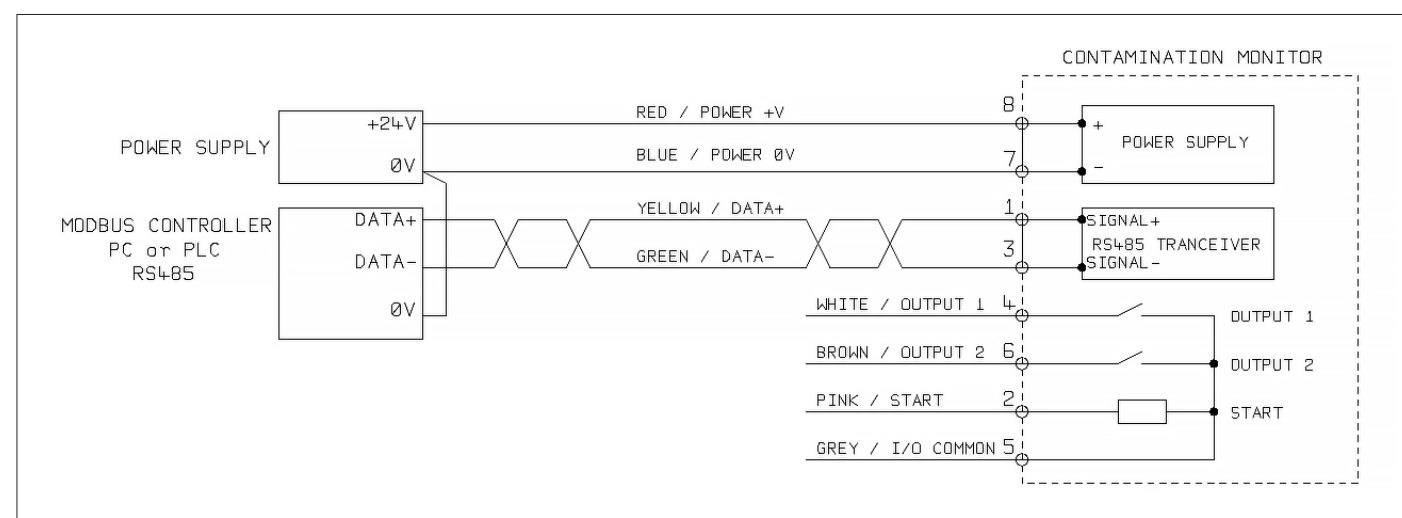 CONTAMINATION MONITOR
8
RED / POWER +V
+24V
+
POWER SUPPLY
POWER SUPPLY
BLUE / POWER 0V
7
0V
-
YELLOW / DATA+
1
MODBUS CONTROLLER
PC or PLC
RS485
DATA+
SIGNAL+
RS485 TRANCEIVER
GREEN / DATA-
3
DATA-
SIGNAL-
0V
WHITE / OUTPUT 1 4
OUTPUT 1
BROWN / OUTPUT 2 6
OUTPUT 2
PINK / START 2
START
GREY / I/O COMMON 5